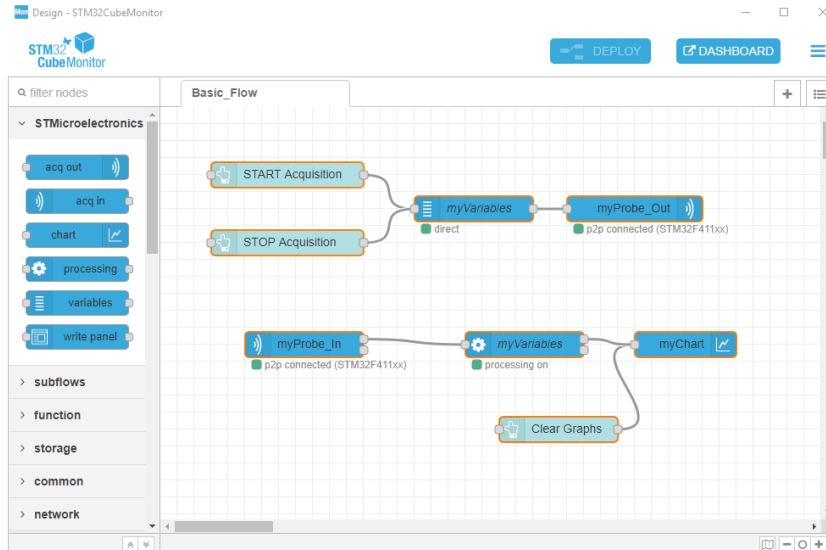 Mon Design - STM32CubeMonitor
STM32
CubeMonitor
DEPLOY
DASHBOARD
filter nodes
Basic_Flow
STMicroelectronics
acq out
acq in
chart
processing
variables
write panel
subflows
function
storage
common
network
START Acquisition
STOP Acquisition
myVariables
direct
myProbe_Out
p2p connected (STM32F411xx)
myProbe_In
p2p connected (STM32F411xx)
myVariables
processing on
myChart
Clear Graphs